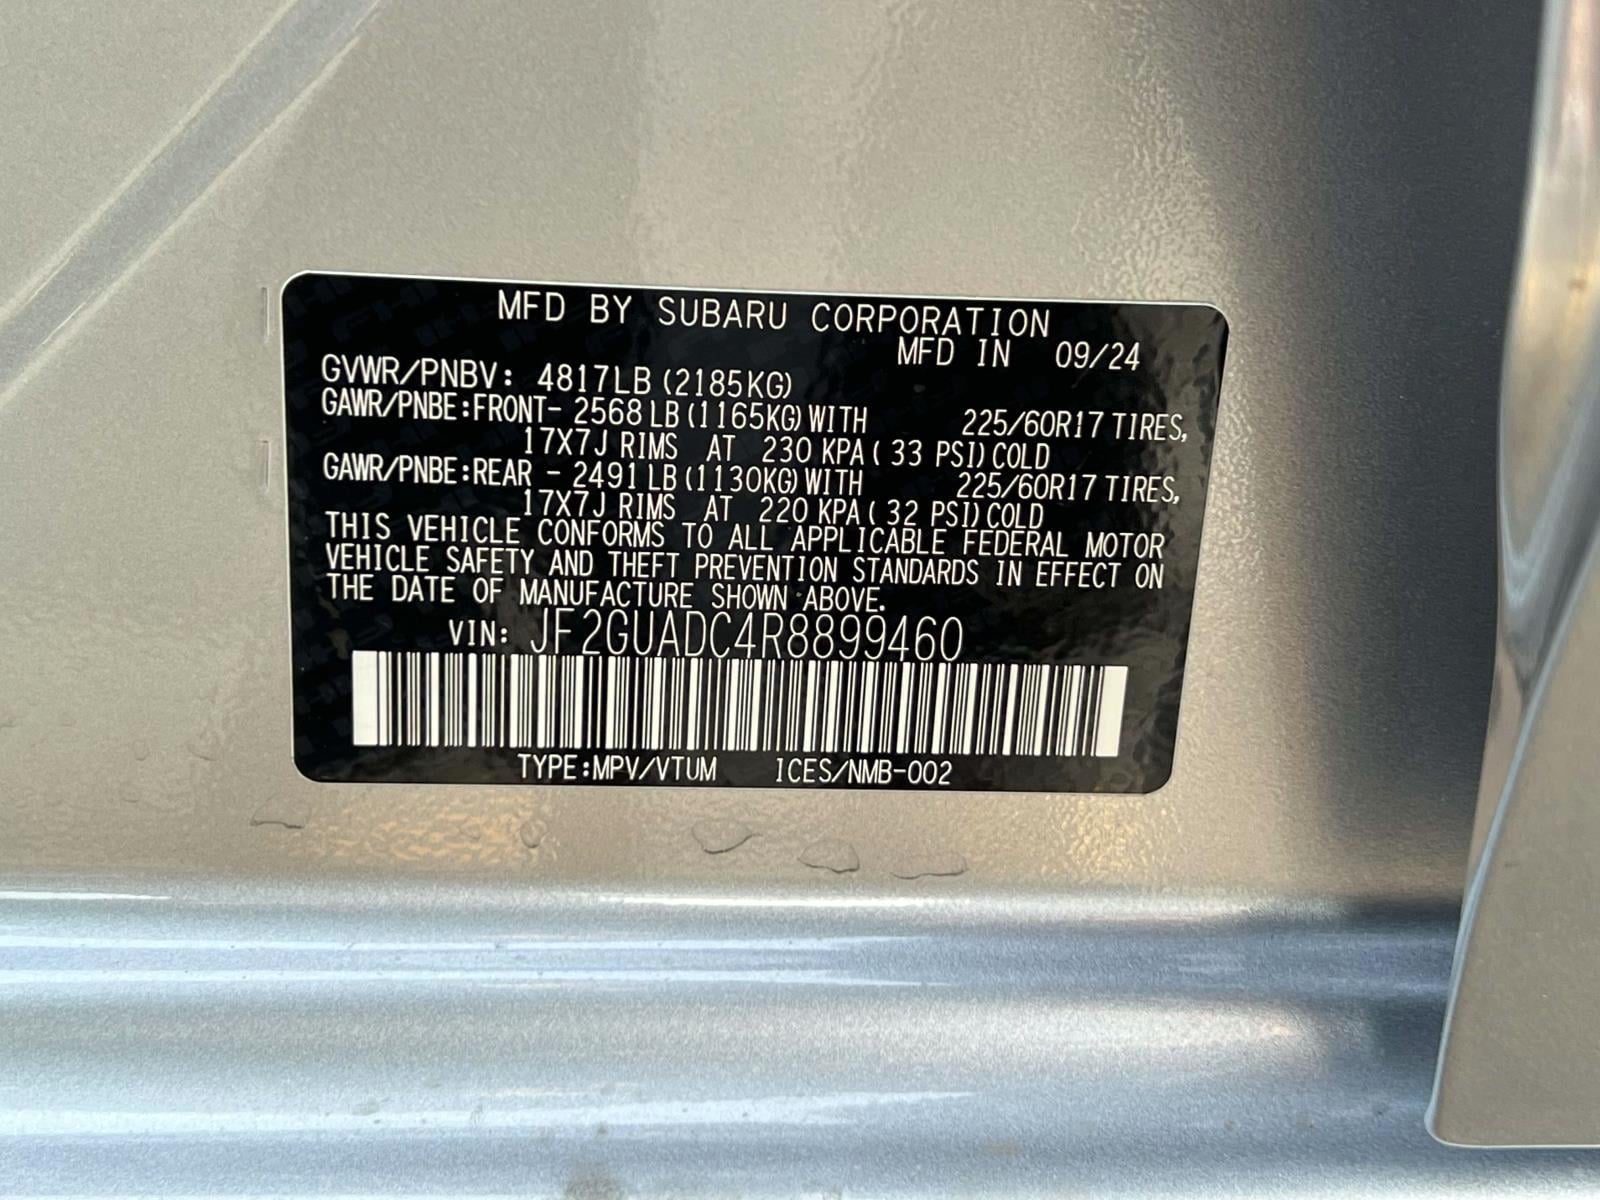 MFD BY SUBARU CORPORATION
MFD IN 09/24
GVWR/PNBV: 4817LB (2185KG)
GAWR/PNBE:FRONT- 2568 LB (1165KG) WITH 225/60R17 TIRES,
17X7J RIMS AT 230 KPA ( 33 PSI) COLD
GAWR/PNBE:REAR - 2491 LB (1130KG) WITH 225/60R17 TIRES,
17X7J RIMS AT 220 KPA ( 32 PSI) COLD
THIS VEHICLE CONFORMS TO ALL APPLICABLE FEDERAL MOTOR
VEHICLE SAFETY AND THEFT PREVENTION STANDARDS IN EFFECT ON
THE DATE OF MANUFACTURE SHOWN ABOVE.
VIN: JF2GUADC4R8899460
TYPE:MPV/VTUM ICES/NMB-002